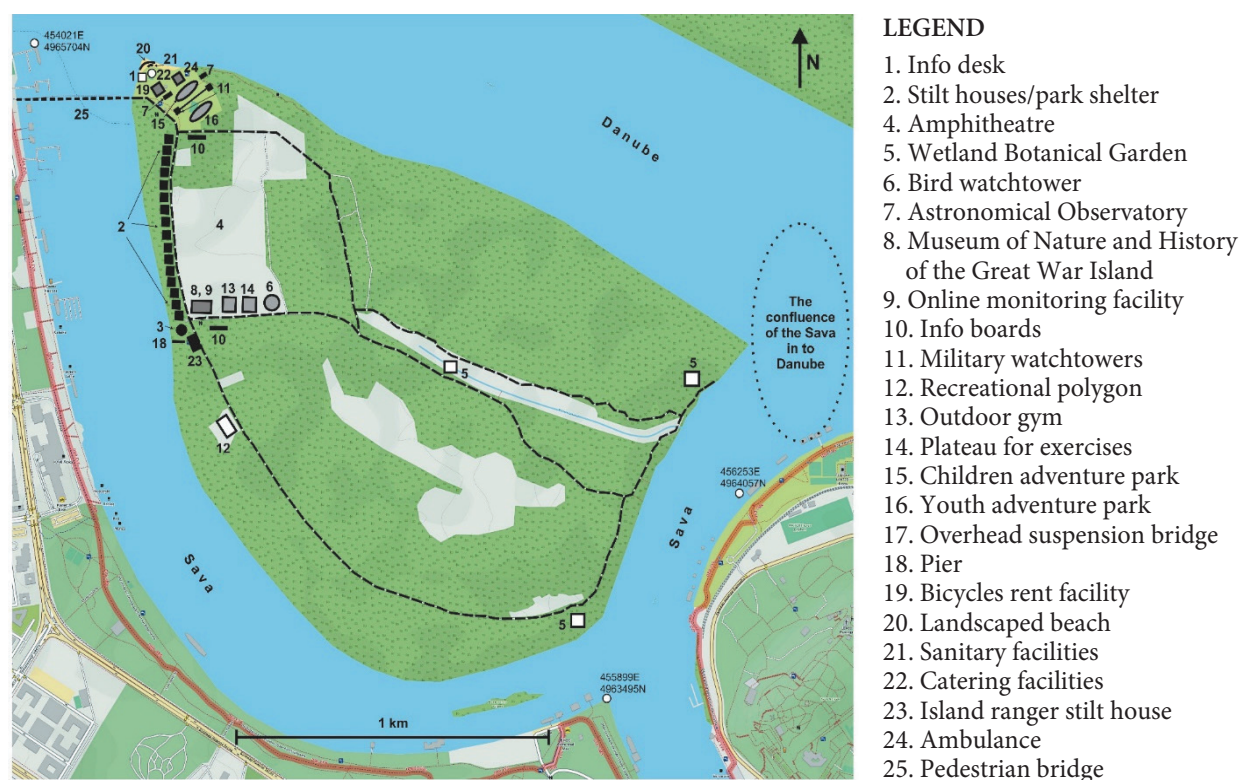 454021E
4965704N
20
21
24
7
1
22
11
19
7
15
16
25
10
N
Danube
2
4
8, 9
13
14
6
3
10
18
23
The
confluence
of the Sava
in to
Danube
5
5
12
456253E
4964057N
Sava
Sava
5
455899E
4963495N
1 km
LEGEND
1. Info desk
2. Stilt houses/park shelter
4. Amphitheatre
5. Wetland Botanical Garden
6. Bird watchtower
7. Astronomical Observatory
8. Museum of Nature and History
of the Great War Island
9. Online monitoring facility
10. Info boards
11. Military watchtowers
12. Recreational polygon
13. Outdoor gym
14. Plateau for exercises
15. Children adventure park
16. Youth adventure park
17. Overhead suspension bridge
18. Pier
19. Bicycles rent facility
20. Landscaped beach
21. Sanitary facilities
22. Catering facilities
23. Island ranger stilt house
24. Ambulance
25. Pedestrian bridge